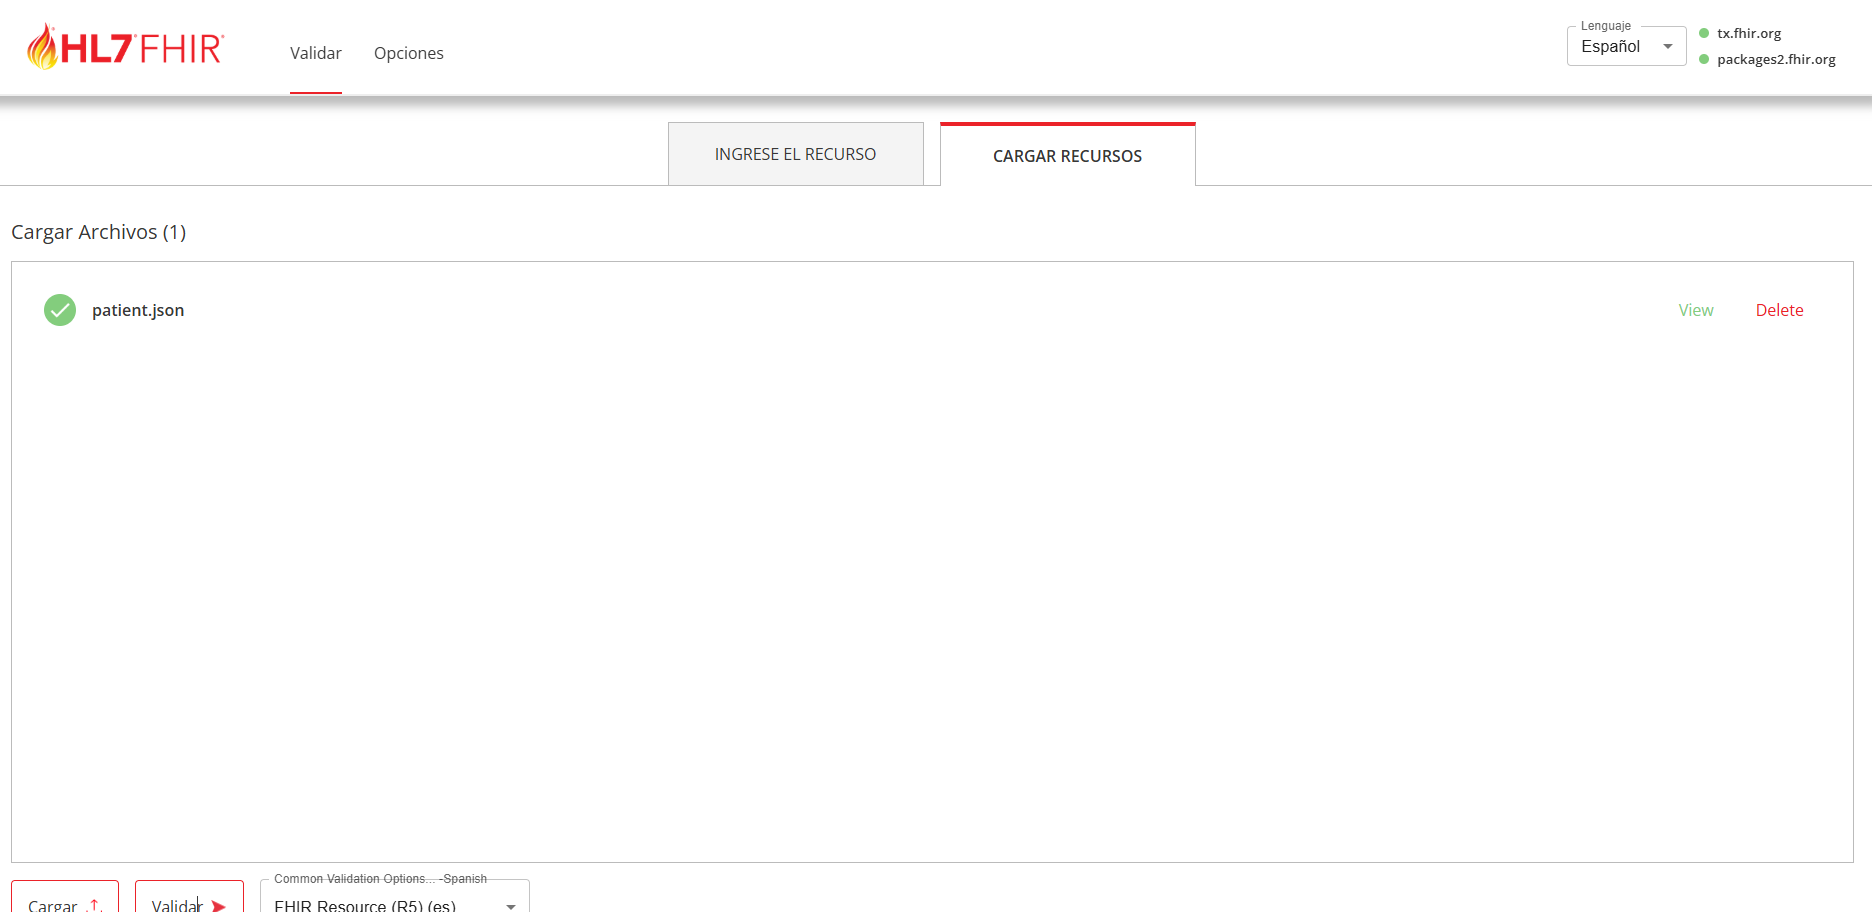 HL7 FHIR
Validar
Opciones
Lenguaje
Español
tx.fhir.org
packages2.fhir.org
INGRESE EL RECURSO
CARGAR RECURSOS
Cargar Archivos (1)
patient.json
View
Delete
Cargar
Validar
Common Validation Options... -Spanish
FHIR Resource (R5) (es)